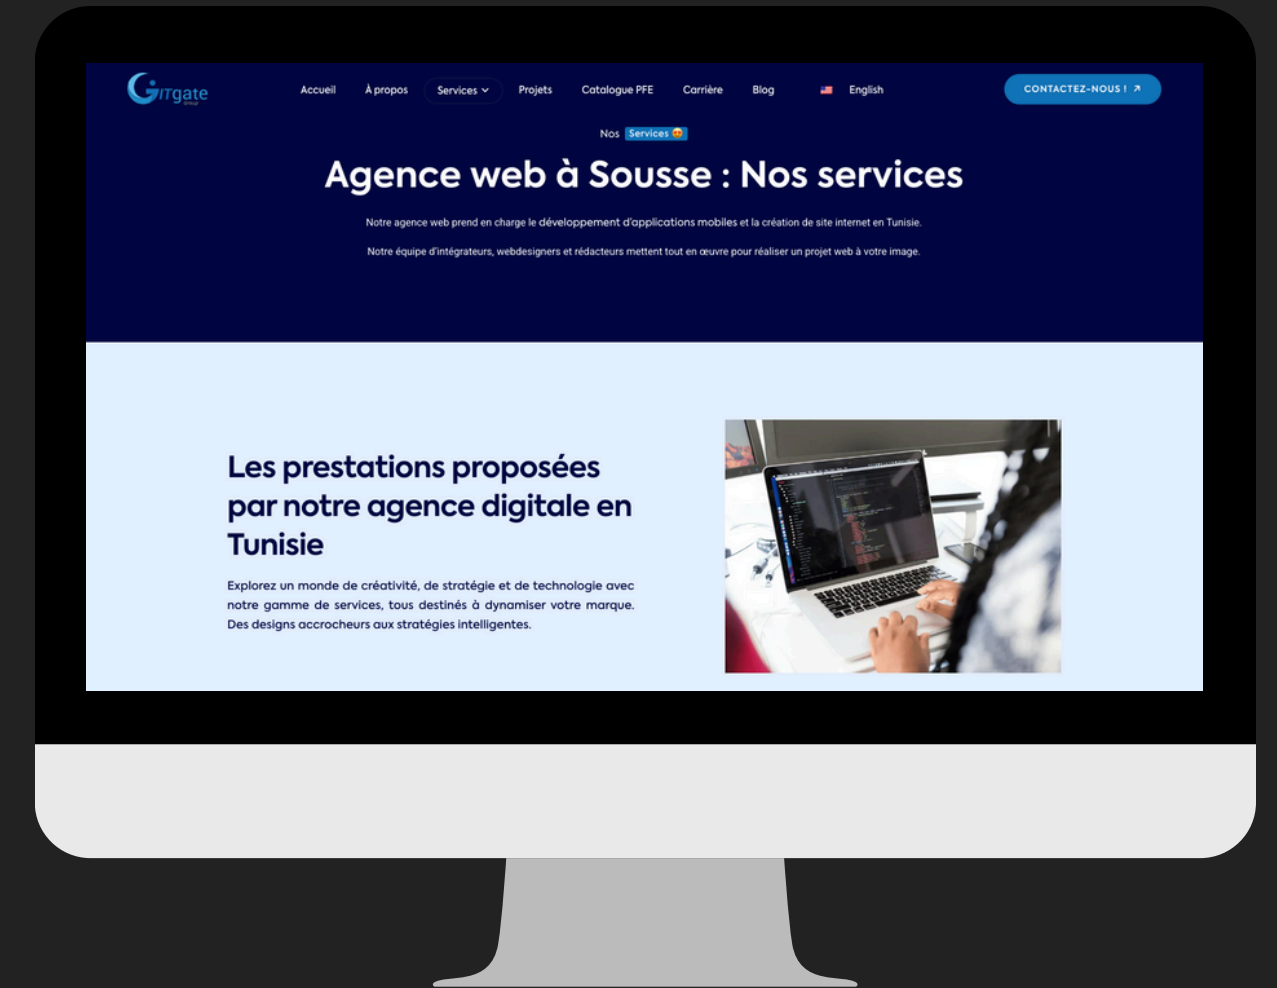 GITgate
Group
Accueil
À propos
Services
Projets
Catalogue PFE
Carrière
Blog
English
CONTACTEZ-NOUS !
Nos Services
Agence web à Sousse : Nos services
Notre agence web prend en charge le développement d'applications mobiles et la création de site internet en Tunisie.
Notre équipe d'intégrateurs, webdesigners et rédacteurs mettent tout en œuvre pour réaliser un projet web à votre image.
Les prestations proposées
par notre agence digitale en
Tunisie
Explorez un monde de créativité, de stratégie et de technologie avec
notre gamme de services, tous destinés à dynamiser votre marque.
Des designs accrocheurs aux stratégies intelligentes.